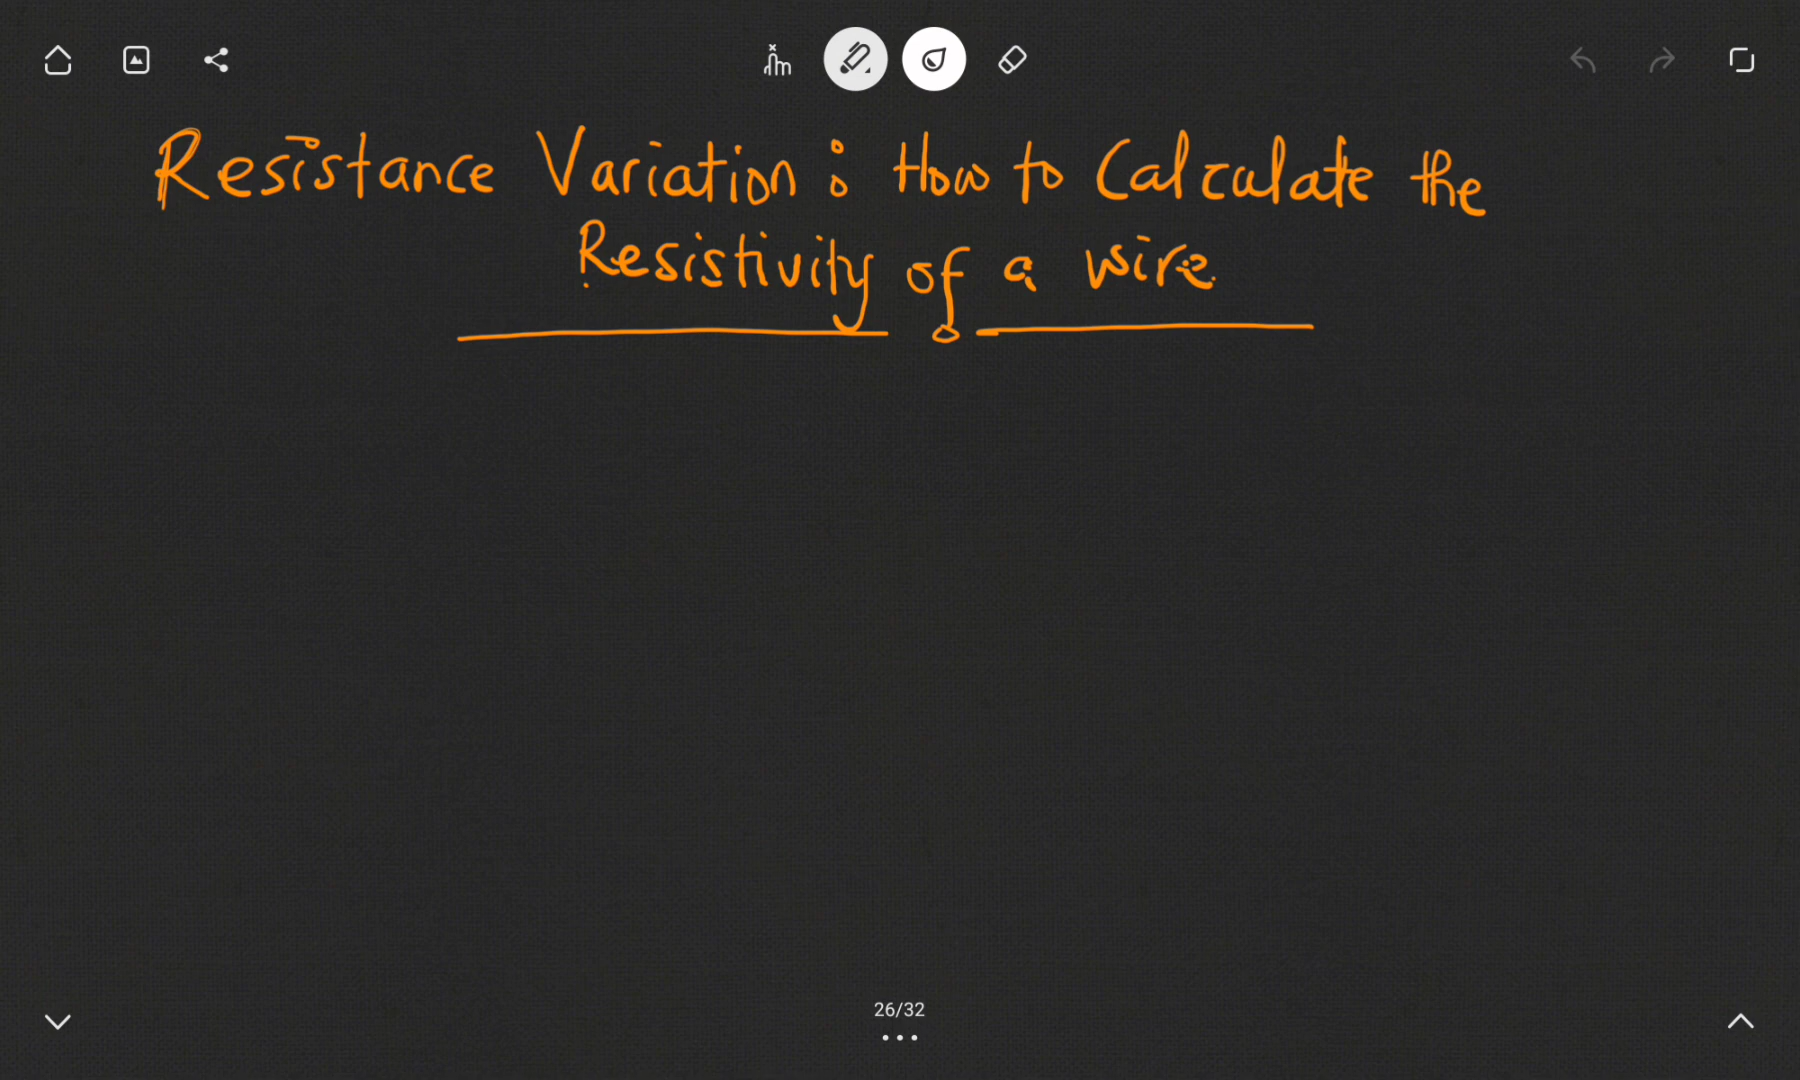 Resistance Variation: How to Calculate the
Resistivity of a wire.
26/32